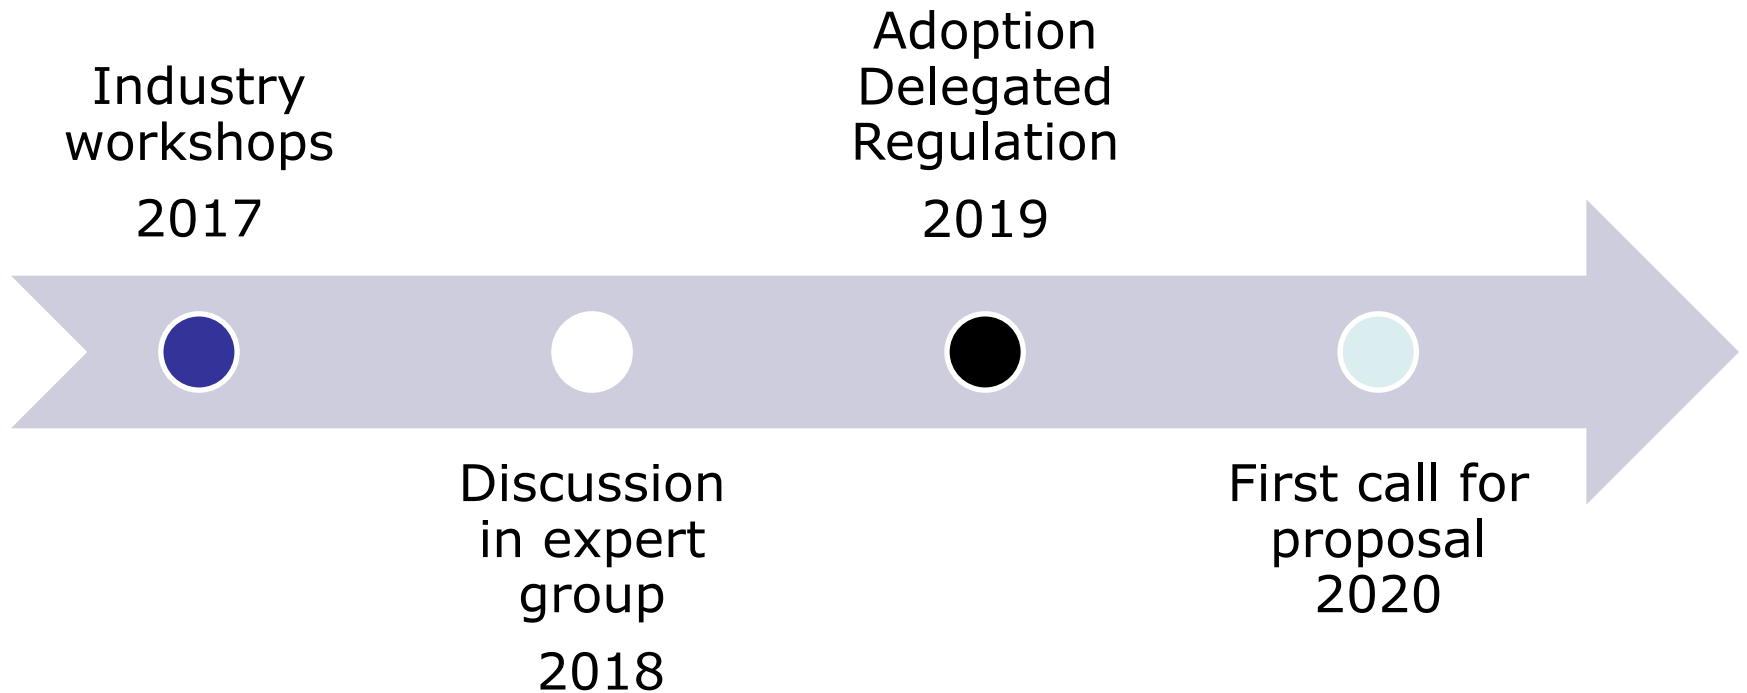 Industry
workshops
2017
Discussion
in expert
group
2018
Adoption
Delegated
Regulation
2019
First call for
proposal
2020